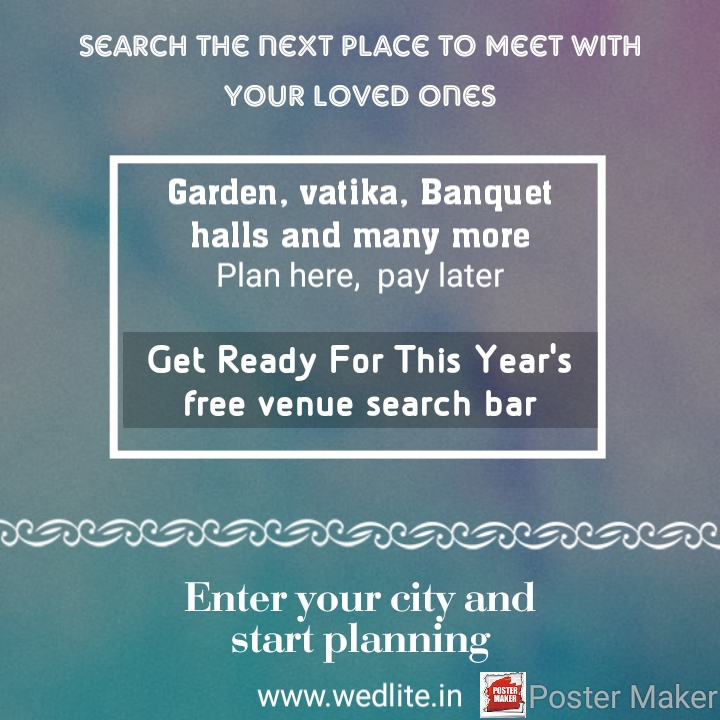 SEARCH THE NEXT PLACE TO MEET WITH
YOUR LOVED ONES
Garden, vatika, Banquet
halls and many more
Plan here, pay later
Get Ready For This Year's
free venue search bar
Enter your city and
start planning
www.wedlite.in
POSTER MAKER
Poster Maker